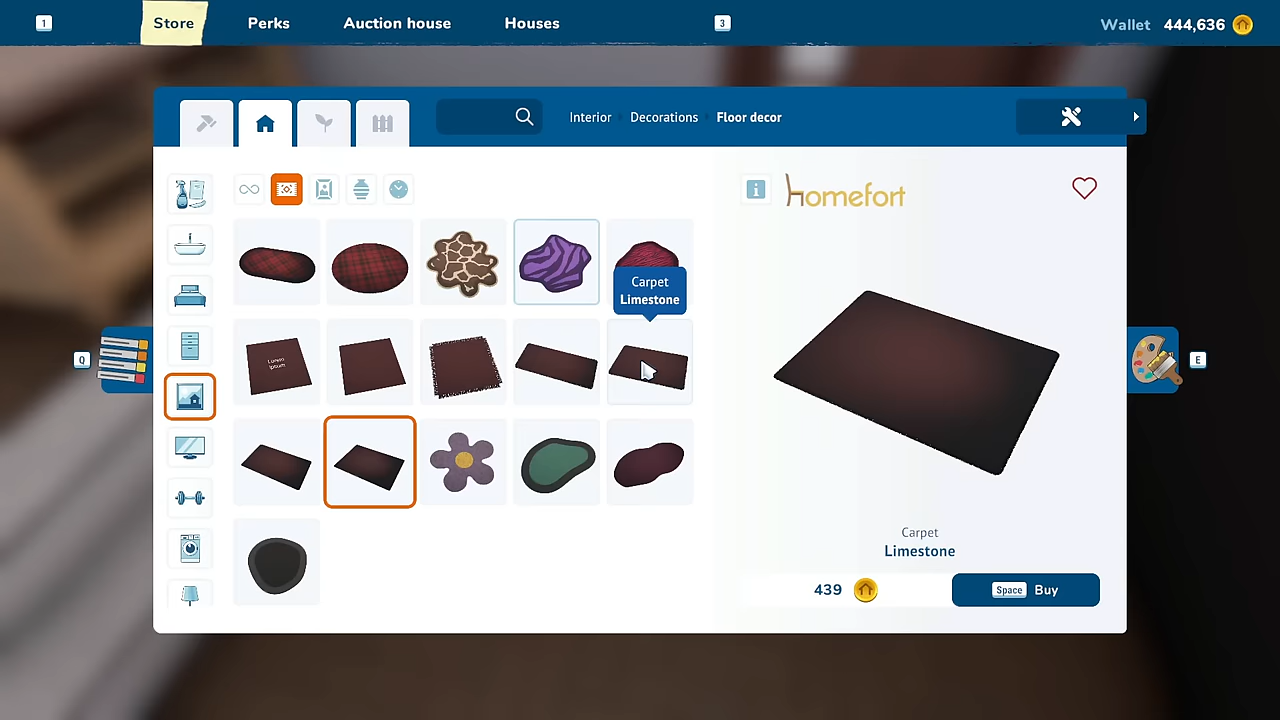 1
Store
Perks
Auction house
Houses
3
Wallet 444,636
Interior Decorations Floor decor
homefort
Carpet
Limestone
Lorem
ipsum
Q
E
Carpet
Limestone
439
Space Buy